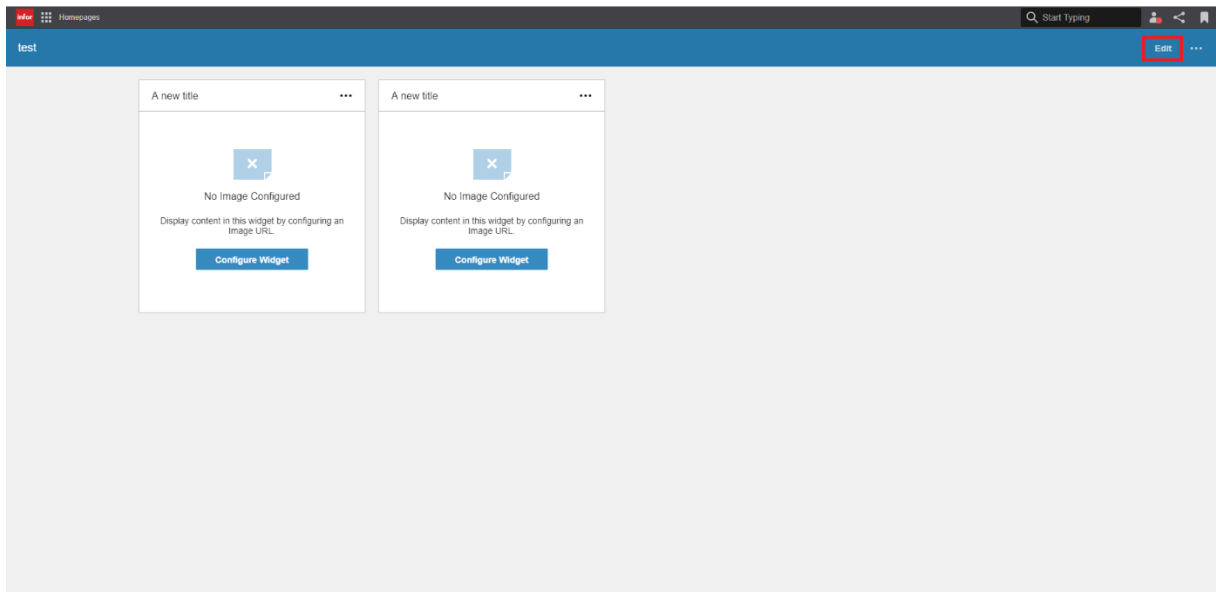 infor Homepages Start Typing
test Edit
A new title
No Image Configured
Display content in this widget by configuring an
Image URL.
Configure Widget
A new title
No Image Configured
Display content in this widget by configuring an
Image URL.
Configure Widget